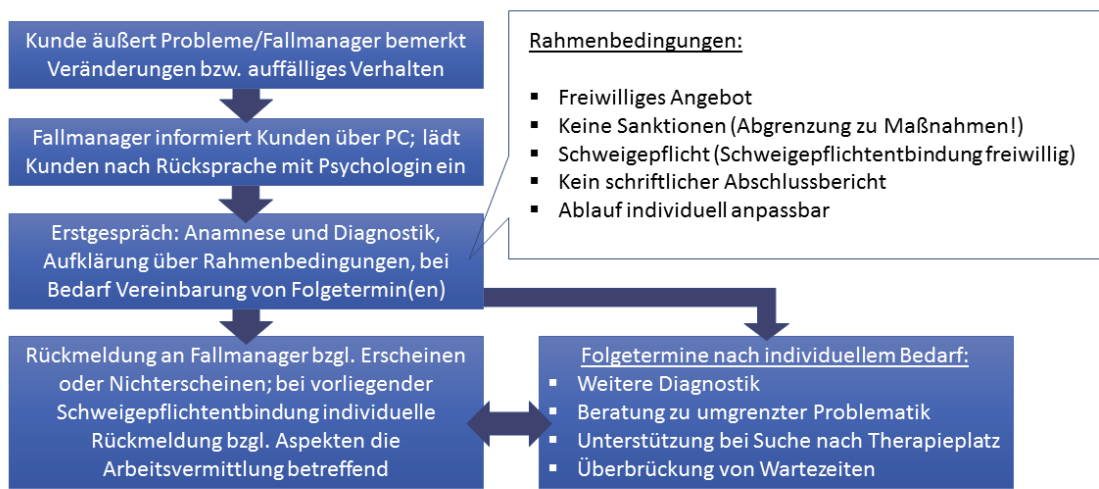 Kunde äußert Probleme/Fallmanager bemerkt
Veränderungen bzw. auffälliges Verhalten
Fallmanager informiert Kunden über PC; lädt
Kunden nach Rücksprache mit Psychologin ein
Erstgespräch: Anamnese und Diagnostik,
Aufklärung über Rahmenbedingungen, bei
Bedarf Vereinbarung von Folgetermin(en)
Rahmenbedingungen:
▪ Freiwilliges Angebot
▪ Keine Sanktionen (Abgrenzung zu Maßnahmen!)
▪ Schweigepflicht (Schweigepflichtentbindung freiwillig)
▪ Kein schriftlicher Abschlussbericht
▪ Ablauf individuell anpassbar
Rückmeldung an Fallmanager bzgl. Erscheinen
oder Nichterscheinen; bei vorliegender
Schweigepflichtentbindung individuelle
Rückmeldung bzgl. Aspekten die
Arbeitsvermittlung betreffend
Folgetermine nach individuellem Bedarf:
▪ Weitere Diagnostik
▪ Beratung zu umgrenzter Problematik
▪ Unterstützung bei Suche nach Therapieplatz
▪ Überbrückung von Wartezeiten